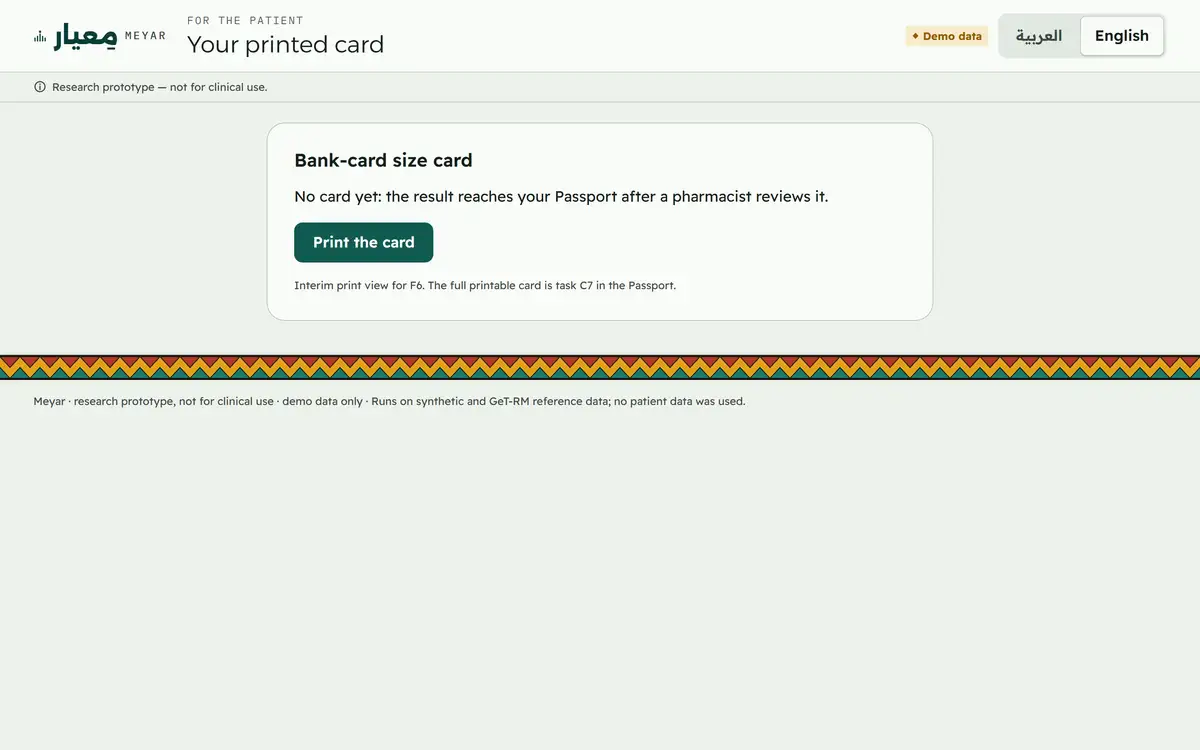 مِعيار
MEYAR
FOR THE PATIENT
Your printed card
Demo data
العربية
English
Research prototype — not for clinical use.
Bank-card size card
No card yet: the result reaches your Passport after a pharmacist reviews it.
Print the card
Interim print view for F6. The full printable card is task C7 in the Passport.
Meyar · research prototype, not for clinical use · demo data only · Runs on synthetic and GeT-RM reference data; no patient data was used.